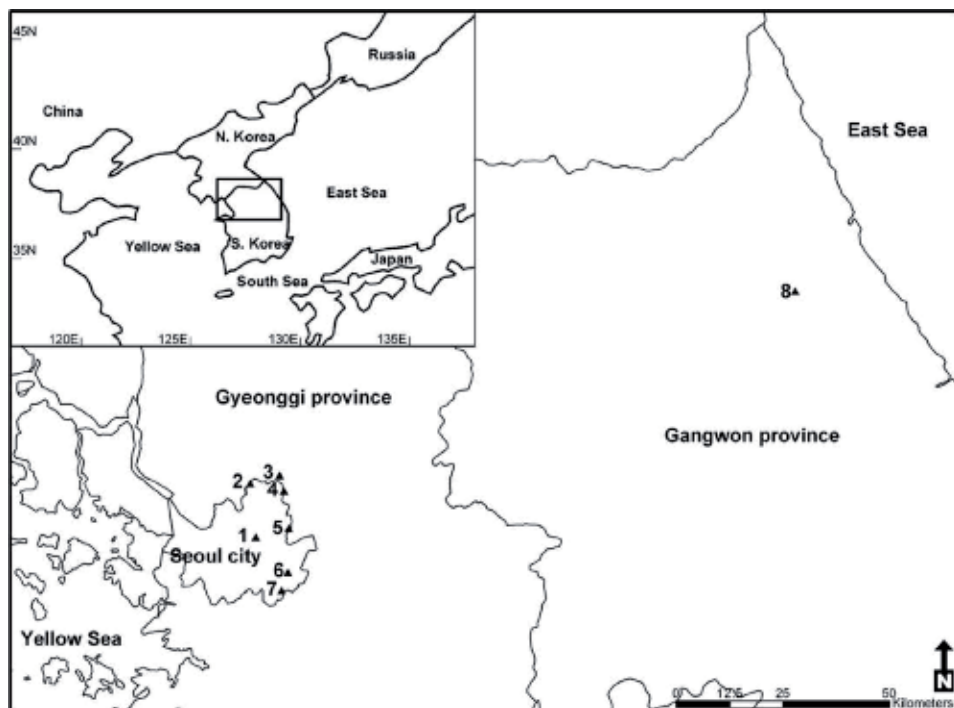 45N
Russia
China
40N
N. Korea
East Sea
35N
Yellow Sea
S. Korea
Japan
South Sea
120E
125E
130E
135E
East Sea
8
Gyeonggi province
Gangwon province
3
2
4
5
1
Seoul city
6
7
Yellow Sea
N
0 12.5 25 50
Kilometers